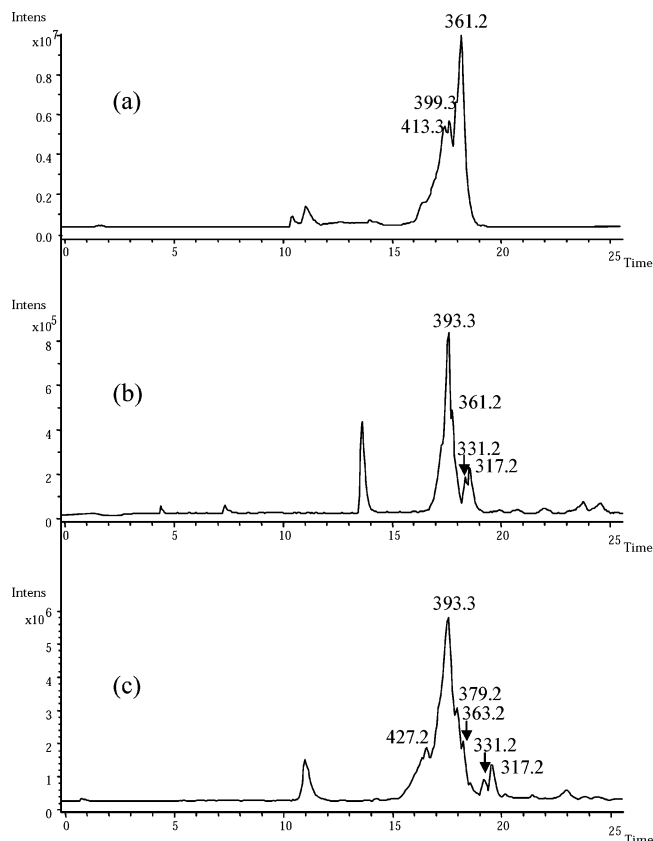 Intens
x10^7
361.2
0.8
(a)
399.3
0.6
413.3
0.4
0.2
0.0
0 5 10 15 20 25 Time
Intens
x10^5
393.3
8
(b)
361.2
6
4
331.2
317.2
2
0
0 5 10 15 20 25 Time
Intens
x10^6
393.3
6
5
(c)
379.2
4
363.2
3
427.2
331.2
2
317.2
1
0
0 5 10 15 20 25
Time